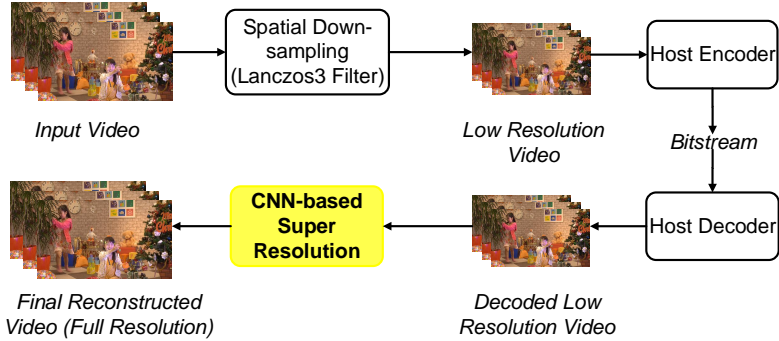 Spatial Down-
sampling
(Lanczos3 Filter)
Host Encoder
Input Video
Low Resolution
Video
Bitstream
CNN-based
Super
Resolution
Host Decoder
Final Reconstructed
Video (Full Resolution)
Decoded Low
Resolution Video